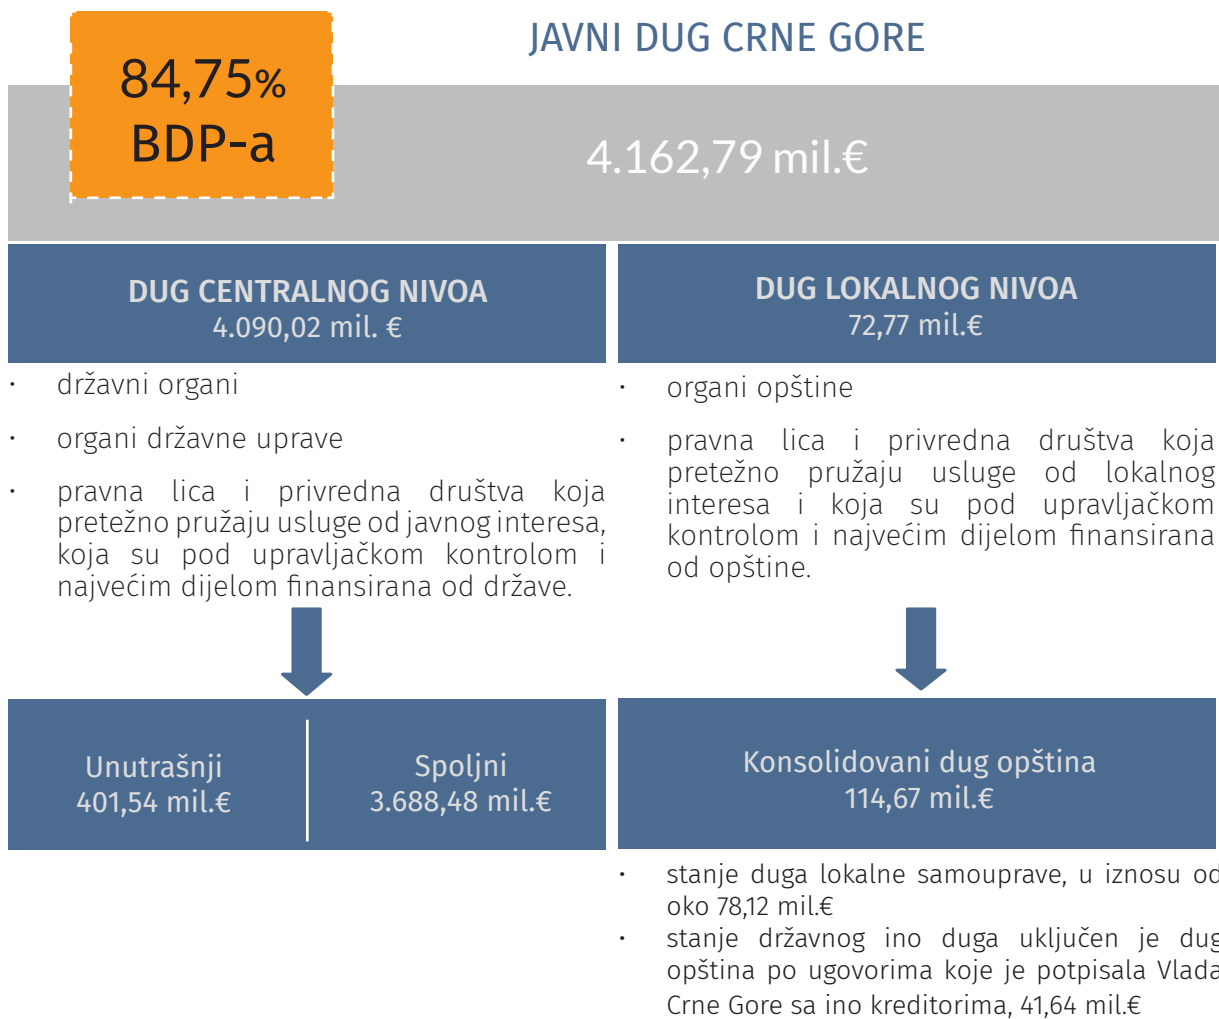 JAVNI DUG CRNE GORE
84,75%
BDP-a
4.162,79 mil.€
DUG CENTRALNOG NIVOA
4.090,02 mil. €
· državni organi
· organi državne uprave
· pravna lica i privredna društva koja
pretežno pružaju usluge od javnog interesa,
koja su pod upravljačkom kontrolom i
najvećim dijelom finansirana od države.
Unutrašnji
401,54 mil.€
Spoljni
3.688,48 mil.€
DUG LOKALNOG NIVOA
72,77 mil.€
· organi opštine
· pravna lica i privredna društva koja
pretežno pružaju usluge od lokalnog
interesa i koja su pod upravljačkom
kontrolom i najvećim dijelom finansirana
od opštine.
Konsolidovani dug opština
114,67 mil.€
· stanje duga lokalne samouprave, u iznosu od
oko 78,12 mil.€
· stanje državnog ino duga uključen je dug
opština po ugovorima koje je potpisala Vlada
Crne Gore sa ino kreditorima, 41,64 mil.€